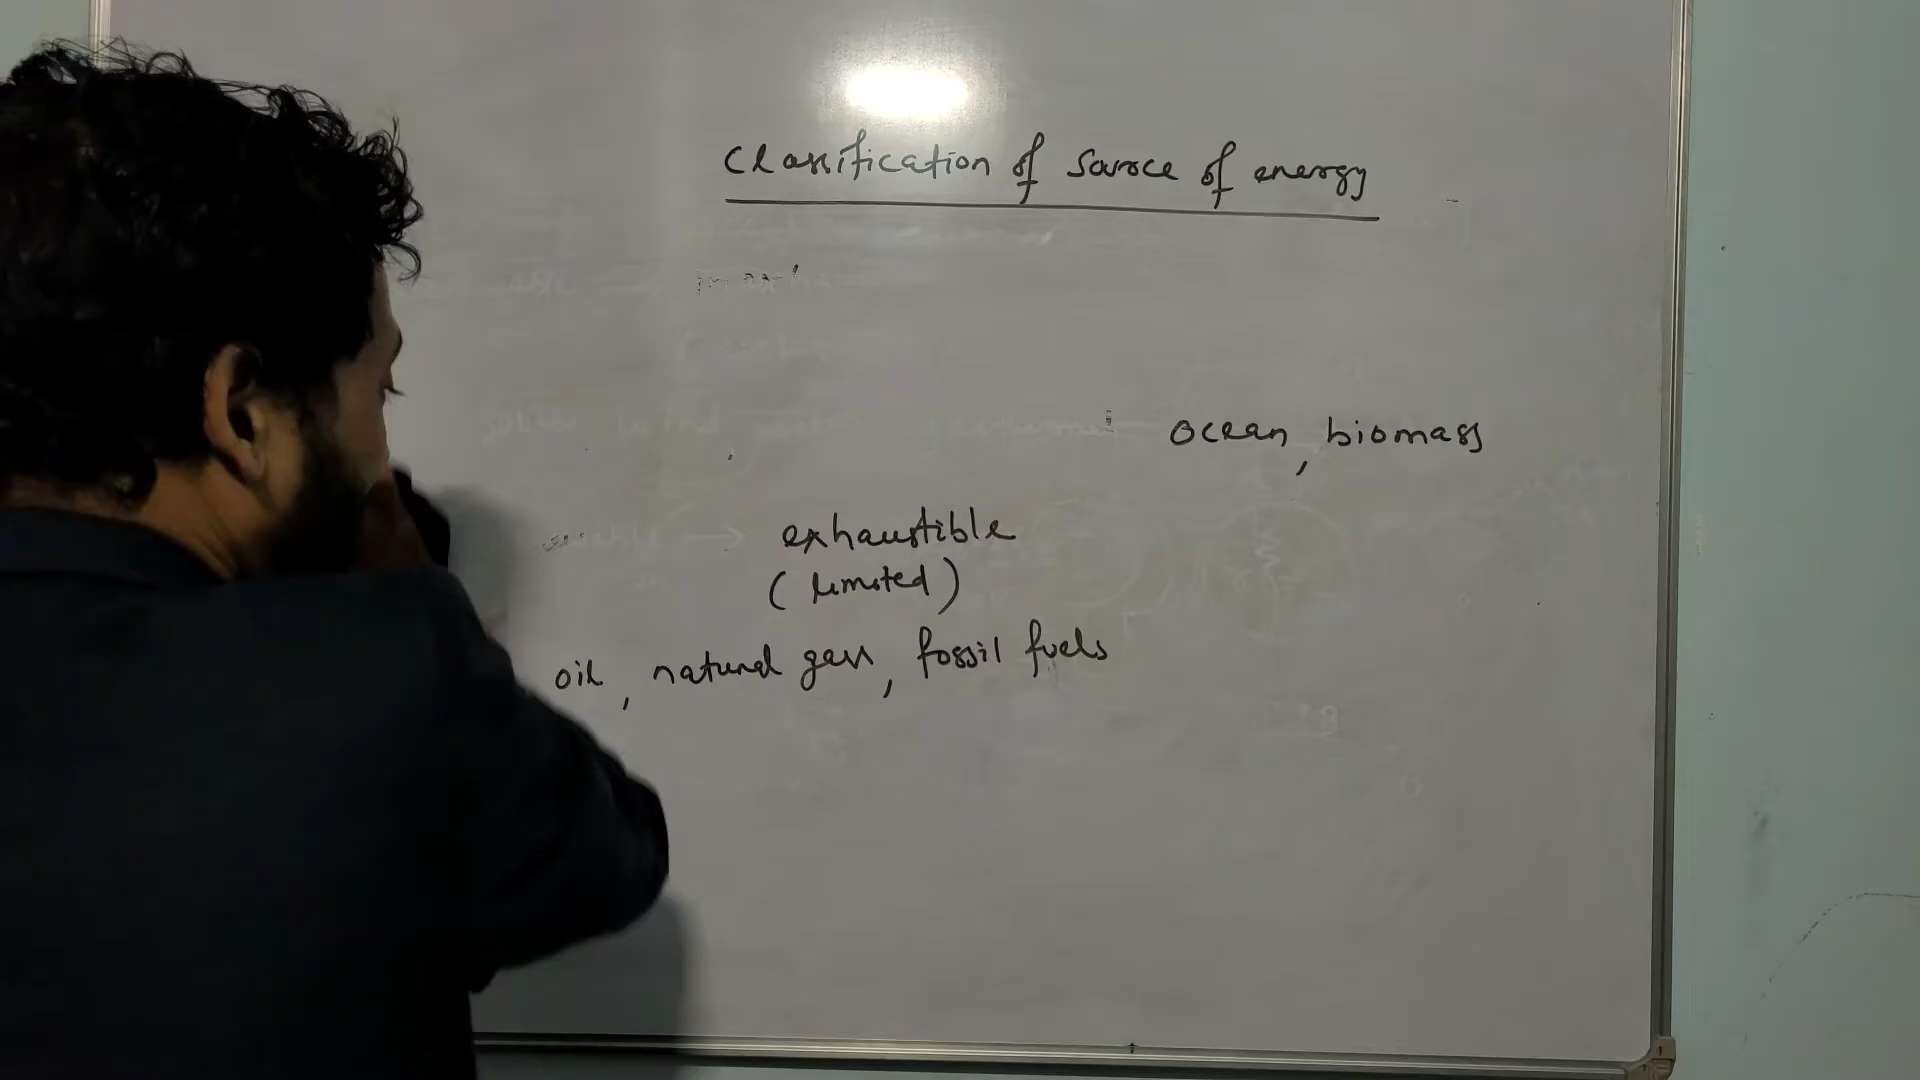 Classification of source of energy
ocean, biomass
exhaustible
(limited)
oil, natural gas, fossil fuels